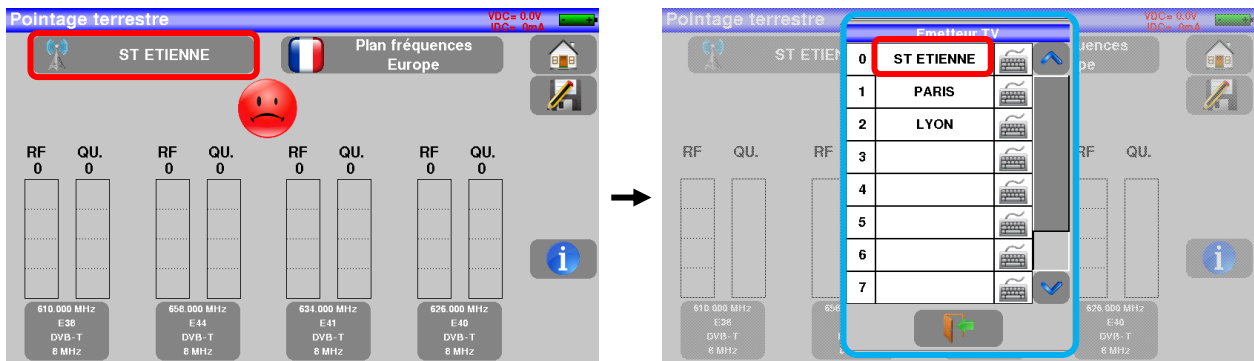 Pointage terrestre
VDC= 0.0V
IDC= 0mA
ST ETIENNE
Plan fréquences
Europe
RF QU. RF QU. RF QU. RF QU.
0 0 0 0 0 0 0 0
610.000 MHz
E38
DVB-T
8 MHz
658.000 MHz
E44
DVB-T
8 MHz
634.000 MHz
E41
DVB-T
8 MHz
626.000 MHz
E40
DVB-T
8 MHz
Pointage terrestre
VDC= 0.0V
IDC= 0mA
ST ETIEN
uences
pe
Emetteur TV
0 ST ETIENNE
1 PARIS
2 LYON
3
4
5
6
7
RF QU. RF RF QU.
610.000 MHz
E38
DVB-T
8 MHz
658
626.000 MHz
E40
DVB-T
8 MHz